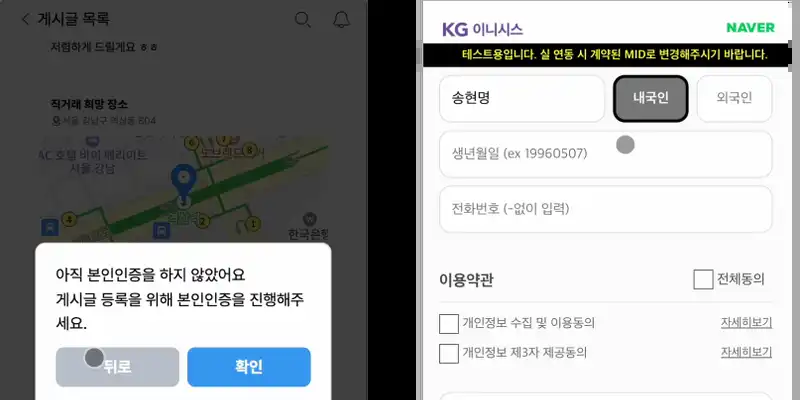 게시글 목록
저렴하게 드릴게요 ㅎㅎ
직거래 희망 장소
서울 강남구 역삼동 804
AC 호텔 바이 메리어트
서울 강남
한국은행
4
2
1
아직 본인인증을 하지 않았어요
게시글 등록을 위해 본인인증을 진행해주
세요.
뒤로
확인
KG 이니시스
NAVER
테스트용입니다. 실 연동 시 계약된 MID로 변경해주시기 바랍니다.
송현명
내국인
외국인
생년월일 (ex 19960507)
전화번호 (-없이 입력)
이용약관
전체동의
개인정보 수집 및 이용동의
자세히보기
개인정보 제3자 제공동의
자세히보기